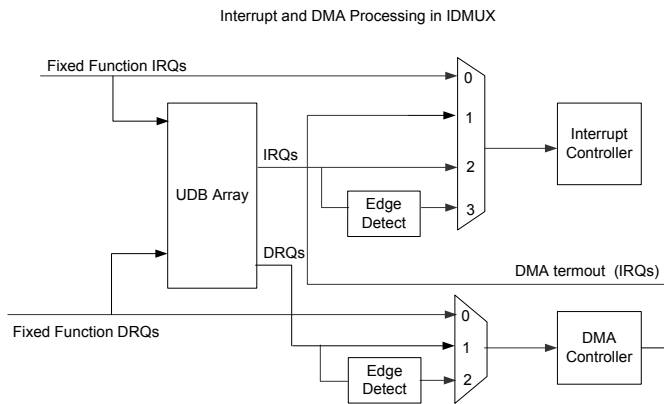 Interrupt and DMA Processing in IDMUX
Fixed Function IRQs
0
1
2
3
Interrupt
Controller
UDB Array
IRQs
Edge
Detect
DRQs
DMA termout (IRQs)
Fixed Function DRQs
0
1
2
Edge
Detect
DMA
Controller